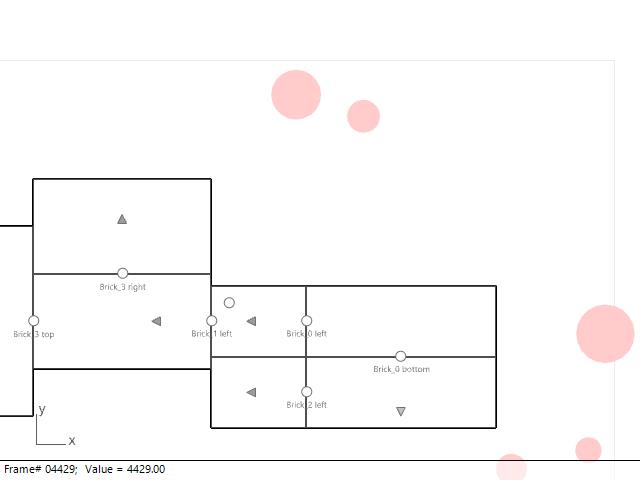 Brick_3 right
Brick_3 top
Brick_1 left
Brick_0 left
Brick_0 bottom
Brick_2 left
y
x
Frame# 04429; Value = 4429.00